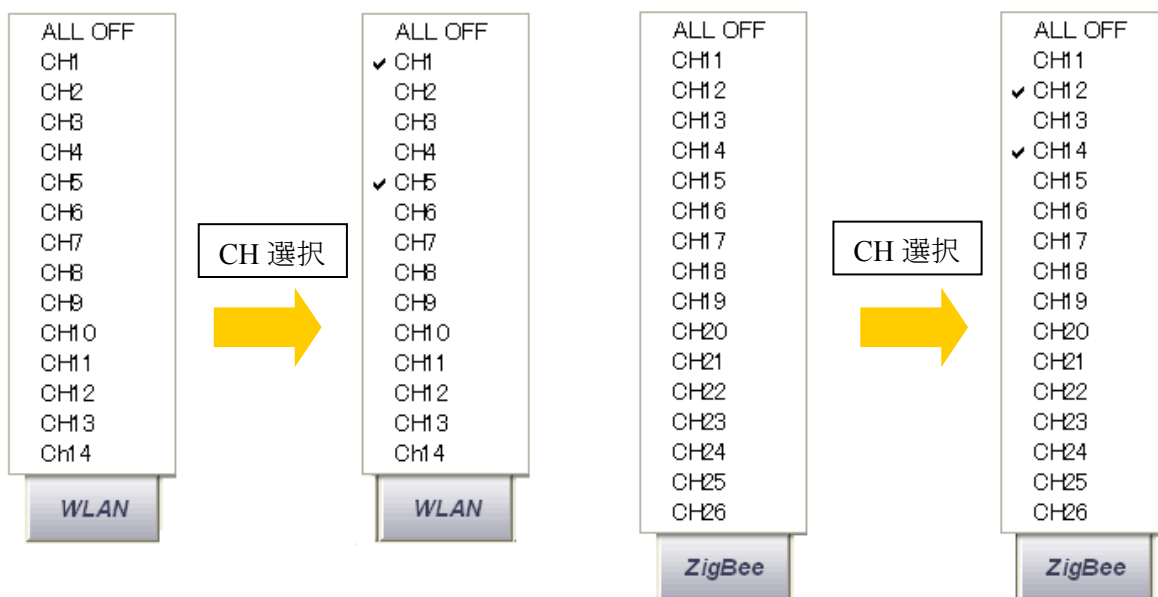 ALL OFF
CH1
CH2
CH3
CH4
CH5
CH6
CH7
CH8
CH9
CH10
CH11
CH12
CH13
Ch14
WLAN
CH 選択
ALL OFF
✔ CH1
CH2
CH3
CH4
✔ CH5
CH6
CH7
CH8
CH9
CH10
CH11
CH12
CH13
Ch14
WLAN
ALL OFF
CH11
CH12
CH13
CH14
CH15
CH16
CH17
CH18
CH19
CH20
CH21
CH22
CH23
CH24
CH25
CH26
ZigBee
CH 選択
ALL OFF
CH11
✔ CH12
CH13
✔ CH14
CH15
CH16
CH17
CH18
CH19
CH20
CH21
CH22
CH23
CH24
CH25
CH26
ZigBee